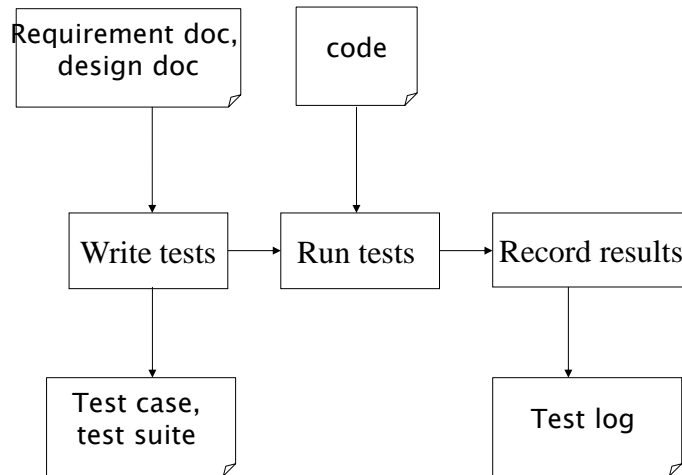 Requirement doc,
design doc
code
Write tests
Run tests
Record results
Test case,
test suite
Test log